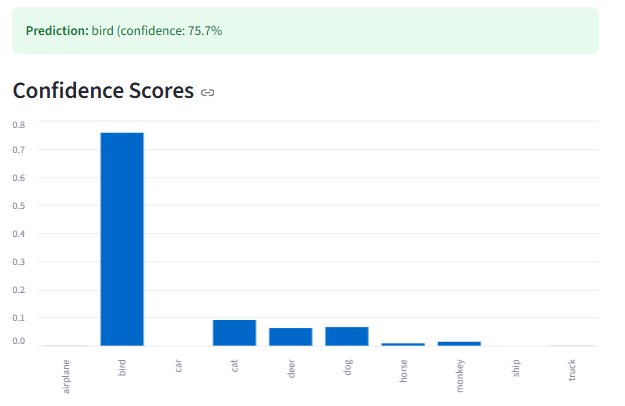 Prediction: bird (confidence: 75.7%
Confidence Scores
0.8
0.7
0.6
0.5
0.4
0.3
0.2
0.1
0.0
airplane
bird
car
cat
deer
dog
horse
monkey
ship
truck